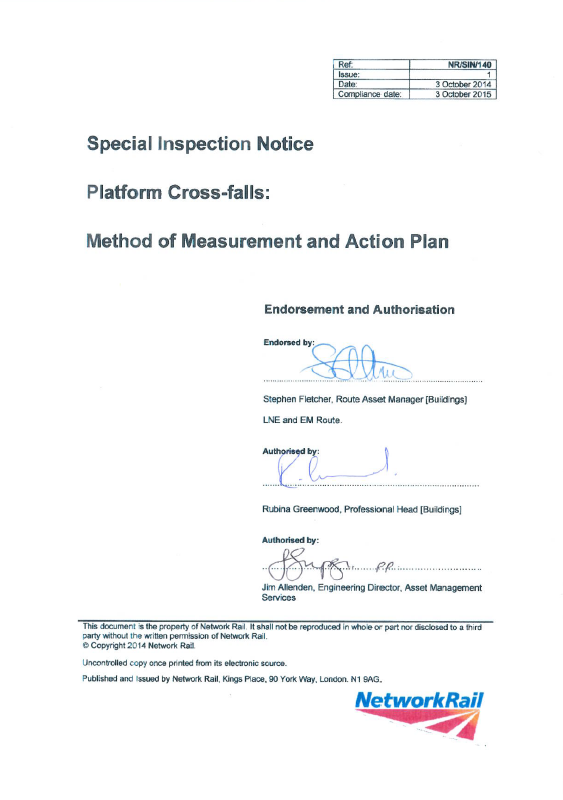 Ref: NR/SIN/140
Issue: 1
Date: 3 October 2014
Compliance date: 3 October 2015
Special Inspection Notice
Platform Cross-falls:
Method of Measurement and Action Plan
Endorsement and Authorisation
Endorsed by:
Stephen Fletcher, Route Asset Manager [Buildings]
LNE and EM Route.
Authorised by:
Rubina Greenwood, Professional Head [Buildings]
Authorised by:
P.P.
Jim Allenden, Engineering Director, Asset Management
Services
This document is the property of Network Rail. It shall not be reproduced in whole or part nor disclosed to a third
party without the written permission of Network Rail.
© Copyright 2014 Network Rail.
Uncontrolled copy once printed from its electronic source.
Published and Issued by Network Rail, Kings Place, 90 York Way, London. N1 9AG.
NetworkRail